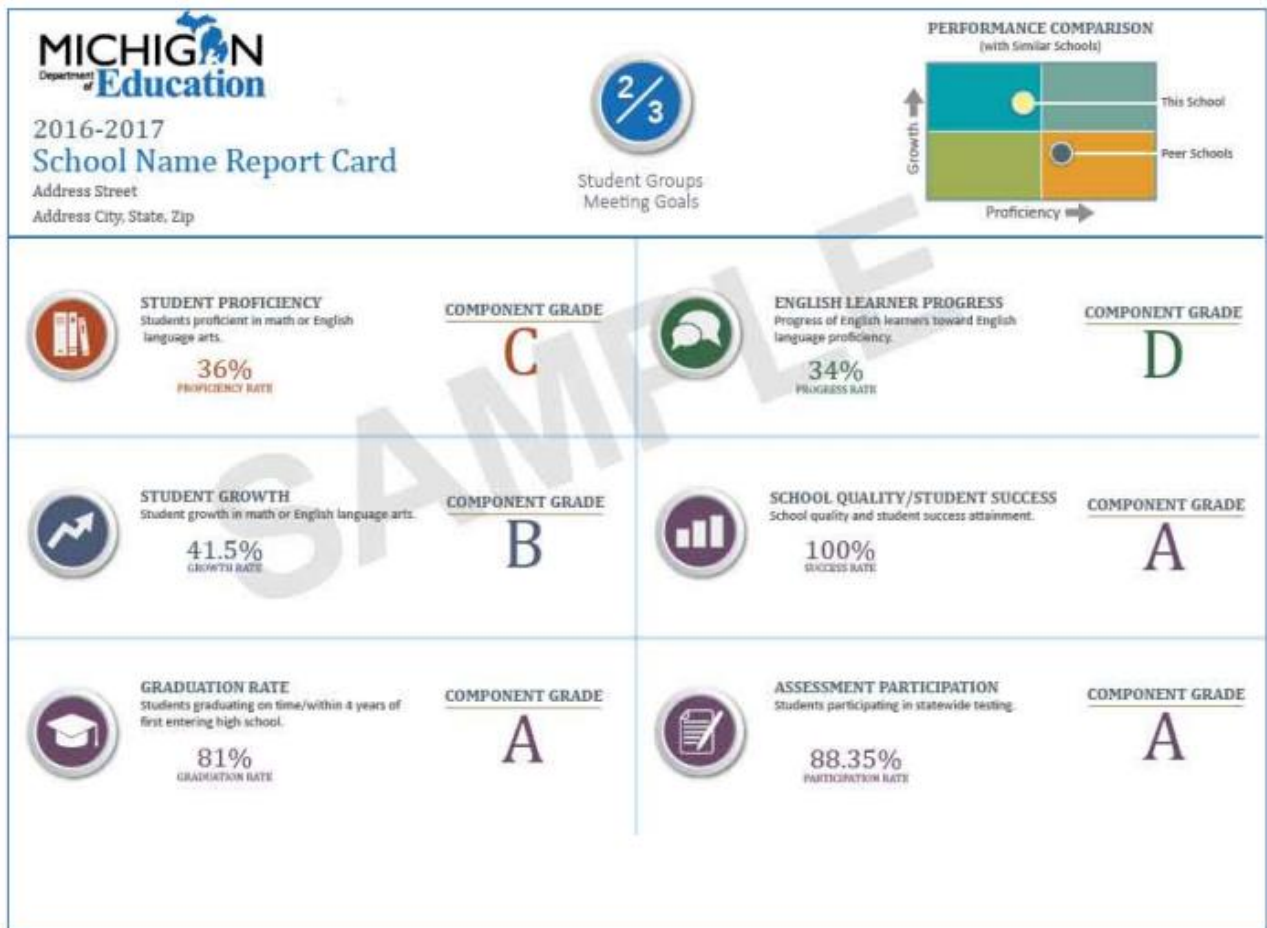 MICHIGAN
Department of Education
2016-2017
School Name Report Card
Address Street
Address City, State, Zip
2/3
Student Groups
Meeting Goals
PERFORMANCE COMPARISON
(with Similar Schools)
Growth
This School
Peer Schools
Proficiency
STUDENT PROFICIENCY
Students proficient in math or English
language arts.
36%
PROFICIENCY RATE
COMPONENT GRADE
C
ENGLISH LEARNER PROGRESS
Progress of English learners toward English
language proficiency.
34%
PROGRESS RATE
COMPONENT GRADE
D
STUDENT GROWTH
Student growth in math or English language arts.
41.5%
GROWTH RATE
COMPONENT GRADE
B
SCHOOL QUALITY/STUDENT SUCCESS
School quality and student success attainment.
100%
SUCCESS RATE
COMPONENT GRADE
A
GRADUATION RATE
Students graduating on time/within 4 years of
first entering high school.
81%
GRADUATION RATE
COMPONENT GRADE
A
ASSESSMENT PARTICIPATION
Students participating in statewide testing.
88.35%
PARTICIPATION RATE
COMPONENT GRADE
A
SAMPLE